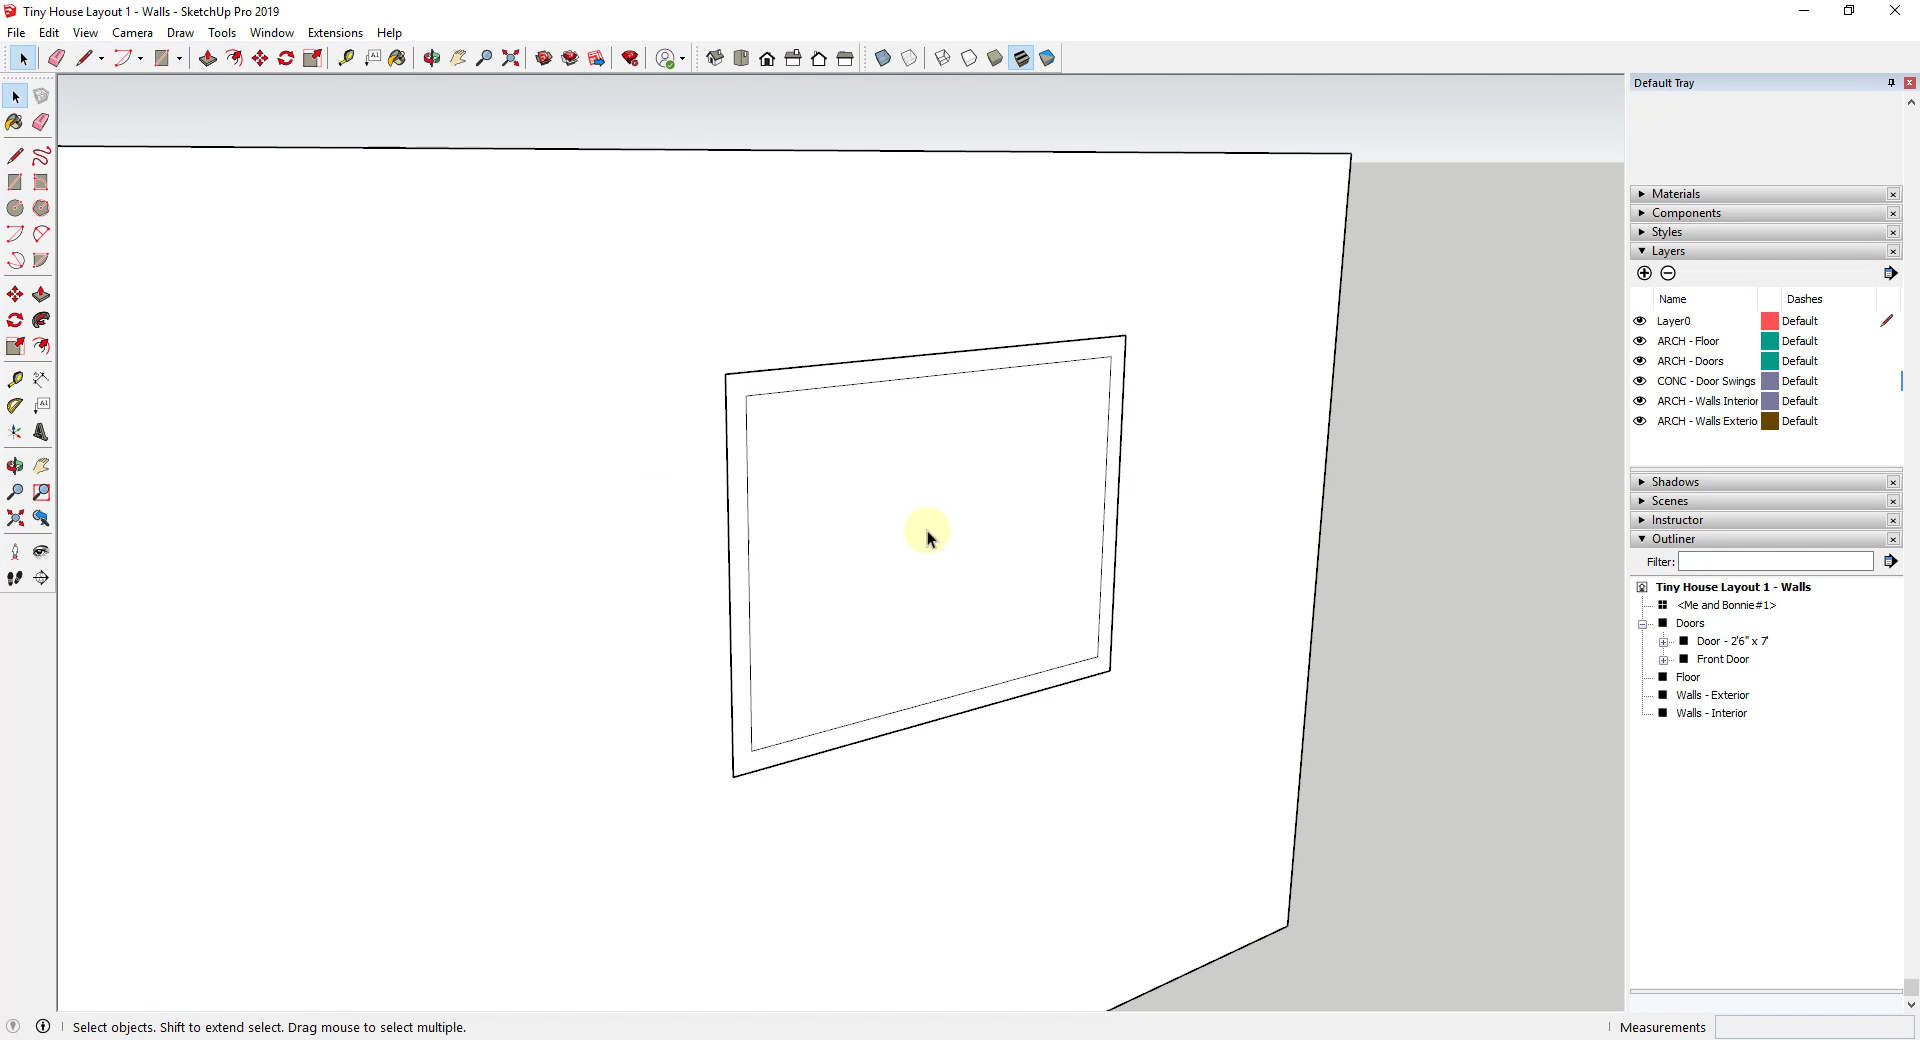 Tiny House Layout 1 - Walls - SketchUp Pro 2019
File Edit View Camera Draw Tools Window Extensions Help
Default Tray
Materials
Components
Styles
Layers
Name Dashes
Layer0 Default
ARCH - Floor Default
ARCH - Doors Default
CONC - Door Swings Default
ARCH - Walls Interior Default
ARCH - Walls Exterio Default
Shadows
Scenes
Instructor
Outliner
Filter:
Tiny House Layout 1 - Walls
<Me and Bonnie#1>
Doors
Door - 2'6" x 7'
Front Door
Floor
Walls - Exterior
Walls - Interior
Select objects. Shift to extend select. Drag mouse to select multiple.
Measurements